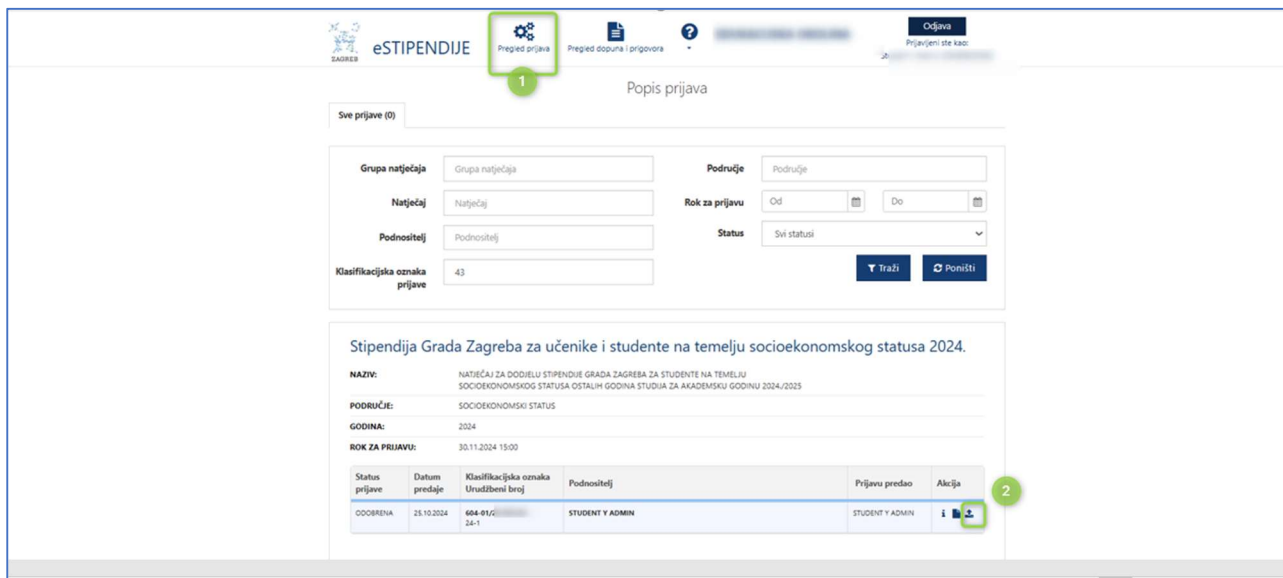 ZAGREB
eSTIPENDIJE
Pregled prijava
Pregled dopuna i prigovora
?
Odjava
Prijavljeni ste kao:
1
Popis prijava
Sve prijave (0)
Grupa natječaja
Grupa natječaja
Područje
Područje
Natječaj
Natječaj
Rok za prijavu
Od
Do
Podnositelj
Podnositelj
Status
Svi statusi
Klasifikacijska oznaka
prijave
43
Traži
Poništi
Stipendija Grada Zagreba za učenike i studente na temelju socioekonomskog statusa 2024.
NAZIV:
NATJEČAJ ZA DODJELU STIPENDIJE GRADA ZAGREBA ZA STUDENTE NA TEMELJU
SOCIOEKONOMSKOG STATUSA OSTALIH GODINA STUDIJA ZA AKADEMSKU GODINU 2024./2025
PODRUČJE:
SOCIOEKONOMSKI STATUS
GODINA:
2024
ROK ZA PRIJAVU:
30.11.2024 15:00
Status
prijave
Datum
predaje
Klasifikacijska oznaka
Urudžbeni broj
Podnositelj
Prijavu predao
Akcija
2
ODOBRENA
25.10.2024
604-01/2
24-1
STUDENT Y ADMIN
STUDENT Y ADMIN